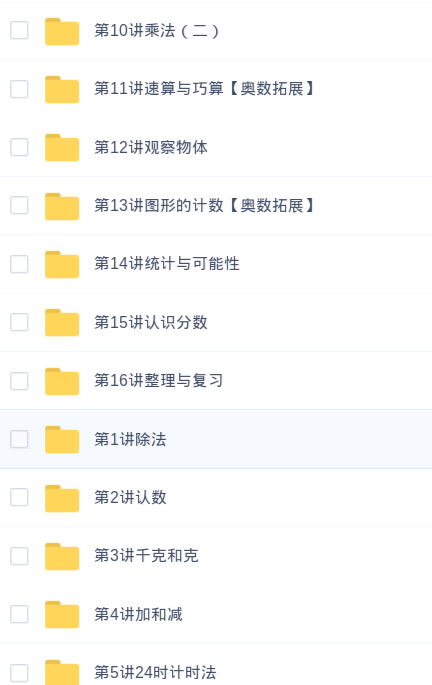 第10讲乘法（二）
第11讲速算与巧算【奥数拓展】
第12讲观察物体
第13讲图形的计数【奥数拓展】
第14讲统计与可能性
第15讲认识分数
第16讲整理与复习
第1讲除法
第2讲认数
第3讲千克和克
第4讲加和减
第5讲24时计时法